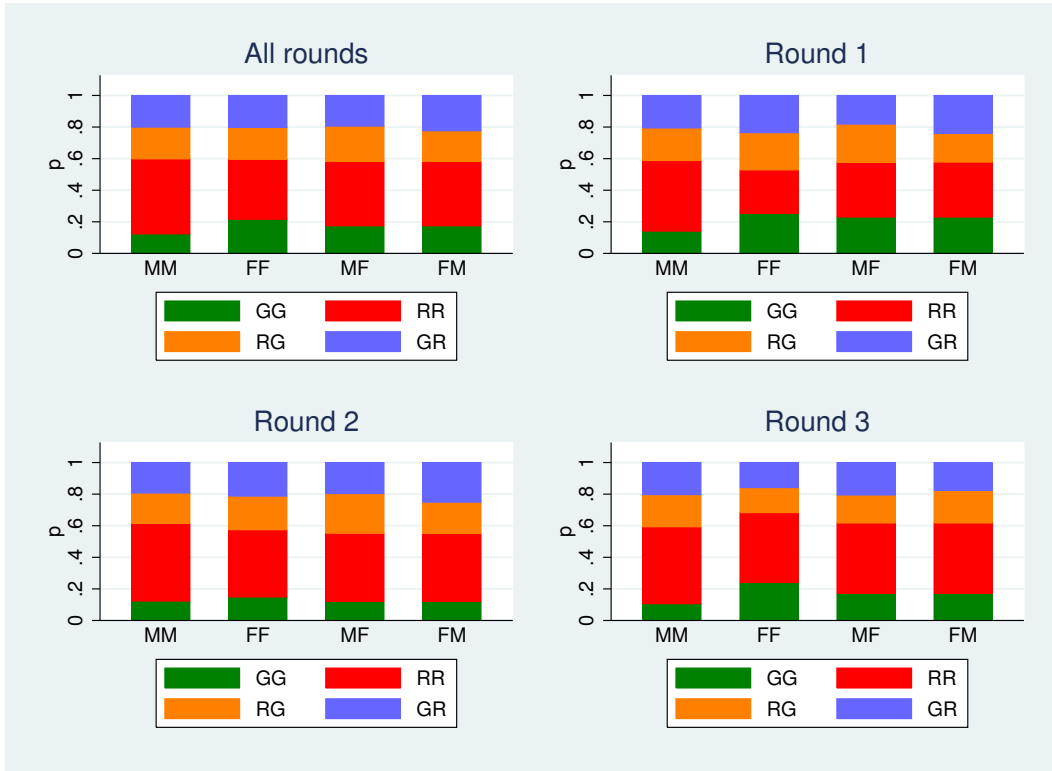 All rounds
p
0 .2 .4 .6 .8 1
MM FF MF FM
GG RR
RG GR
Round 1
p
0 .2 .4 .6 .8 1
MM FF MF FM
GG RR
RG GR
Round 2
p
0 .2 .4 .6 .8 1
MM FF MF FM
GG RR
RG GR
Round 3
p
0 .2 .4 .6 .8 1
MM FF MF FM
GG RR
RG GR